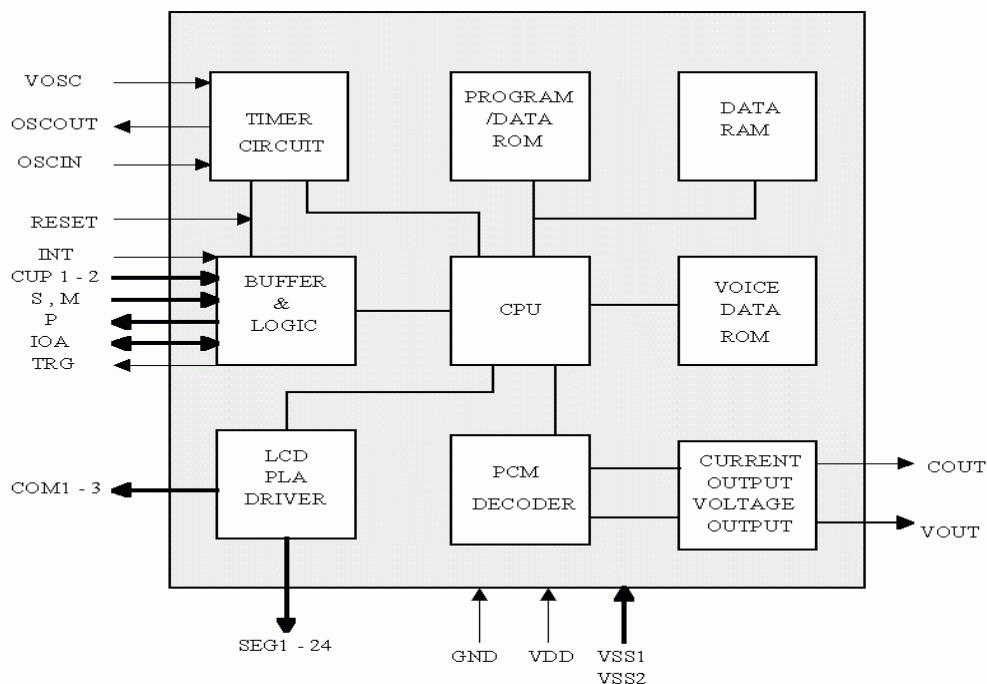 VOSC
OSCOUT
OSCIN
RESET
INT
CUP 1 - 2
S , M
P
IOA
TRG
COM1 - 3
TIMER
CIRCUIT
PROGRAM
/DATA
ROM
DATA
RAM
BUFFER
&
LOGIC
CPU
VOICE
DATA
ROM
LCD
PLA
DRIVER
PCM
DECODER
CURRENT
OUTPUT
VOLTAGE
OUTPUT
COUT
VOUT
SEG1 - 24
GND
VDD
VSS1
VSS2